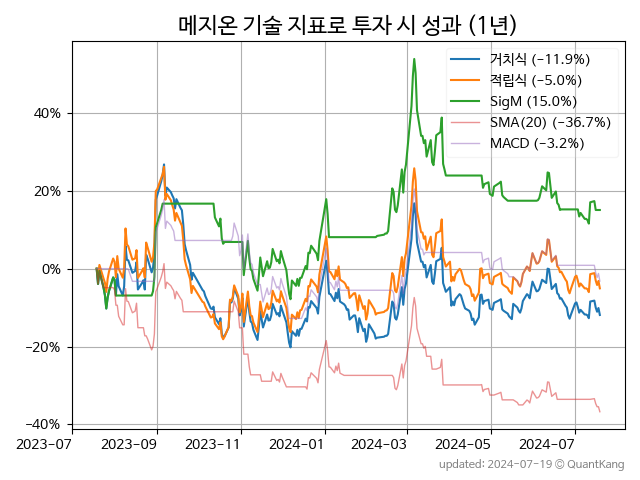 메지온 기술 지표로 투자 시 성과 (1년)
거치식 (−11.9%)
적립식 (−5.0%)
SigM (15.0%)
SMA(20) (−36.7%)
MACD (−3.2%)
40%
20%
0%
−20%
−40%
2023-07 2023-09 2023-11 2024-01 2024-03 2024-05 2024-07
updated: 2024-07-19 © QuantKang